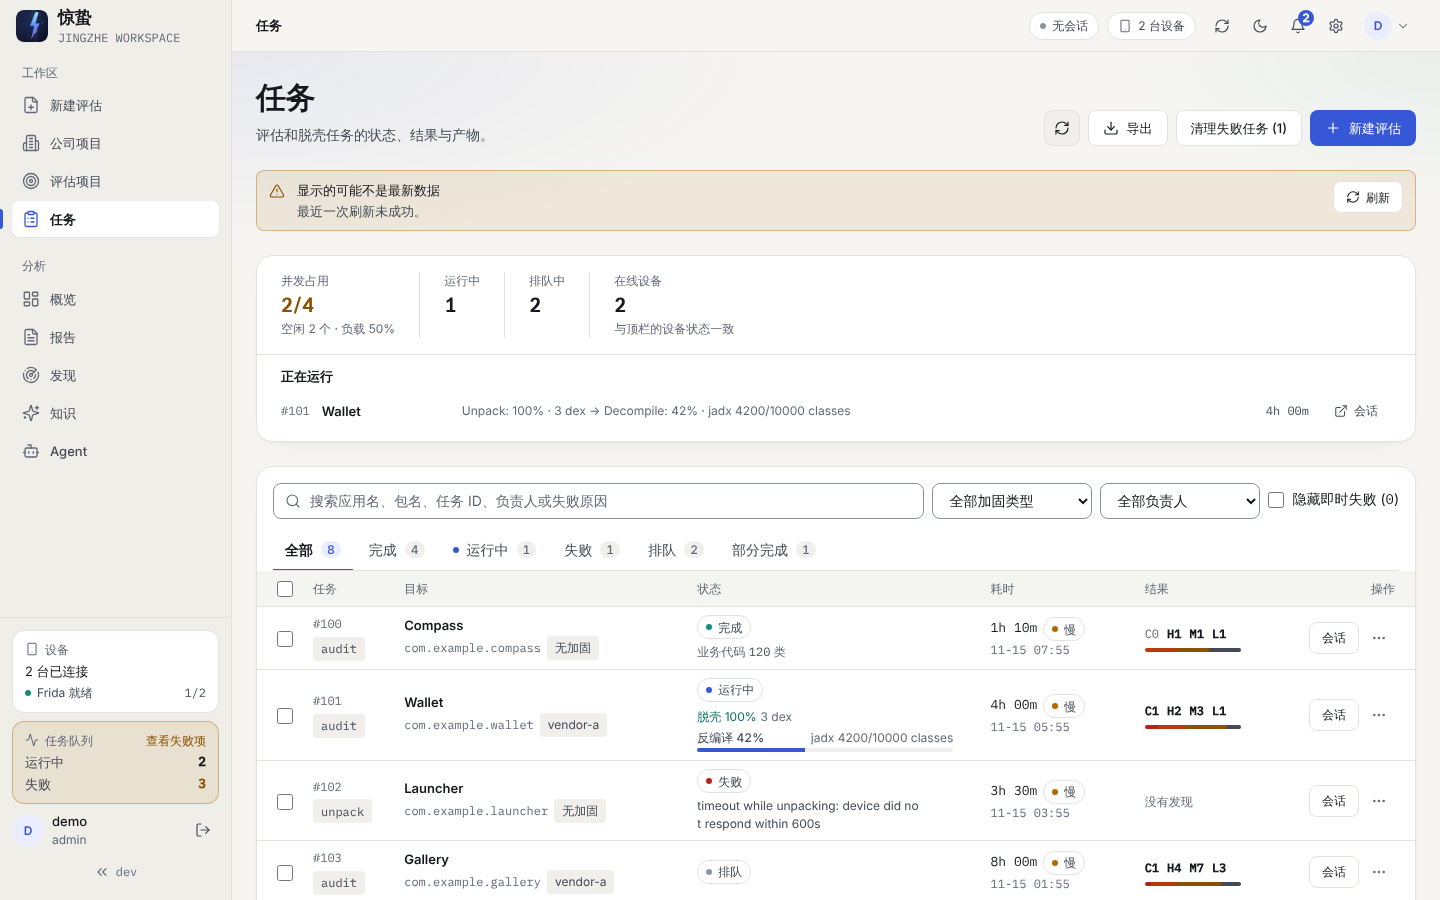 惊蛰
JINGZHE WORKSPACE
工作区
新建评估
公司项目
评估项目
任务
分析
概览
报告
发现
知识
Agent
设备
2 台已连接
Frida 就绪 1/2
任务队列 查看失败项
运行中 2
失败 3
D demo
admin
dev
任务
无会话 2 台设备 2 D
任务
评估和脱壳任务的状态、结果与产物。
导出 清理失败任务 (1) 新建评估
显示的可能不是最新数据
最近一次刷新未成功。
刷新
并发占用 运行中 排队中 在线设备
2/4 1 2 2
空闲 2 个 · 负载 50% 与顶栏的设备状态一致
正在运行
#101 Wallet Unpack: 100% · 3 dex → Decompile: 42% · jadx 4200/10000 classes 4h 00m 会话
搜索应用名、包名、任务 ID、负责人或失败原因 全部加固类型 全部负责人 隐藏即时失败 (0)
全部 8 完成 4 运行中 1 失败 1 排队 2 部分完成 1
任务 目标 状态 耗时 结果 操作
#100 Compass 完成 1h 10m 慢 C0 H1 M1 L1 会话
audit com.example.compass 无加固 业务代码 120 类 11-15 07:55
#101 Wallet 运行中 4h 00m 慢 C1 H2 M3 L1 会话
audit com.example.wallet vendor-a 脱壳 100% 3 dex 11-15 05:55
反编译 42% jadx 4200/10000 classes
#102 Launcher 失败 3h 30m 慢 没有发现 会话
unpack com.example.launcher 无加固 timeout while unpacking: device did no 11-15 03:55
t respond within 600s
#103 Gallery 排队 8h 00m 慢 C1 H4 M7 L3 会话
audit com.example.gallery vendor-a 11-15 01:55